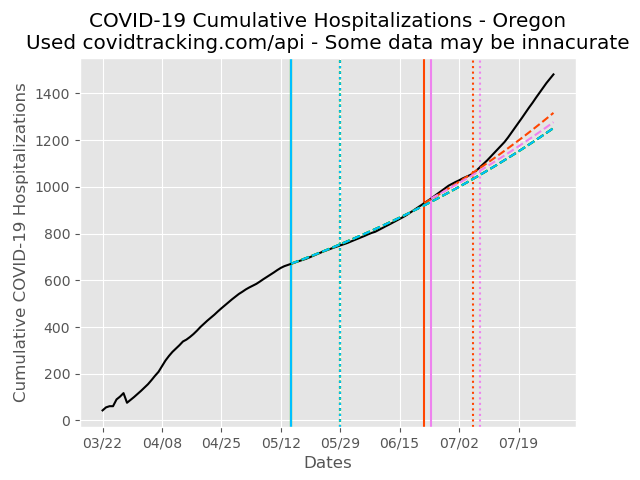 COVID-19 Cumulative Hospitalizations - Oregon
Used covidtracking.com/api - Some data may be innacurate
Cumulative COVID-19 Hospitalizations
1400
1200
1000
800
600
400
200
0
03/22 04/08 04/25 05/12 05/29 06/15 07/02 07/19
Dates